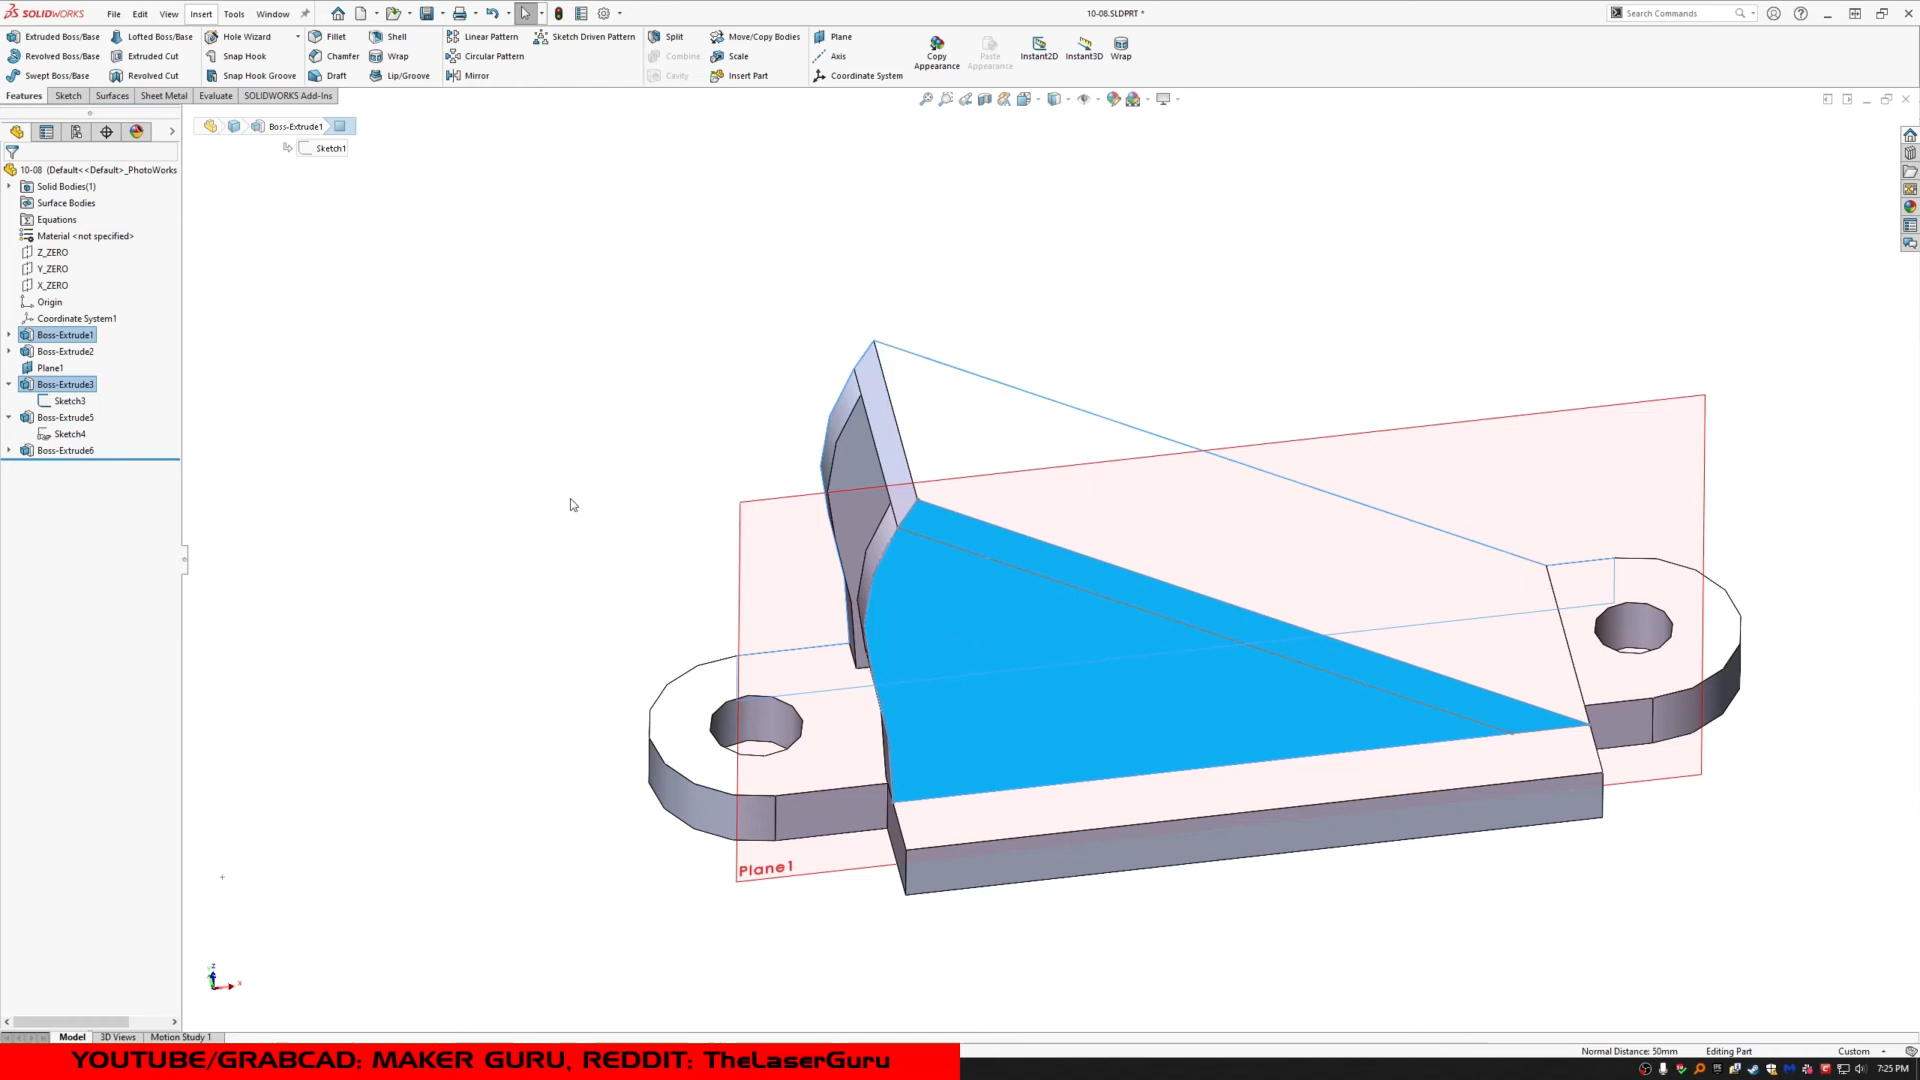 SOLIDWORKS File Edit View Insert Tools Window 10-08.SLDPRT * Search Commands
Extruded Boss/Base Lofted Boss/Base Hole Wizard Fillet Shell Linear Pattern Sketch Driven Pattern Split Move/Copy Bodies Plane
Revolved Boss/Base Extruded Cut Snap Hook Chamfer Wrap Circular Pattern Combine Scale Axis
Swept Boss/Base Revolved Cut Snap Hook Groove Draft Lip/Groove Mirror Cavity Insert Part Coordinate System
Copy Appearance Paste Appearance Instant2D Instant3D Wrap
Features Sketch Surfaces Sheet Metal Evaluate SOLIDWORKS Add-Ins
Boss-Extrude1
Sketch1
10-08 (Default<<Default>_PhotoWorks
Solid Bodies(1)
Surface Bodies
Equations
Material <not specified>
Z_ZERO
Y_ZERO
X_ZERO
Origin
Coordinate System1
Boss-Extrude1
Boss-Extrude2
Plane1
Boss-Extrude3
Sketch3
Boss-Extrude5
Sketch4
Boss-Extrude6
Plane1
z
x
Model 3D Views Motion Study 1
YOUTUBE/GRABCAD: MAKER GURU, REDDIT: TheLaserGuru
Normal Distance: 50mm Editing Part Custom
7:25 PM